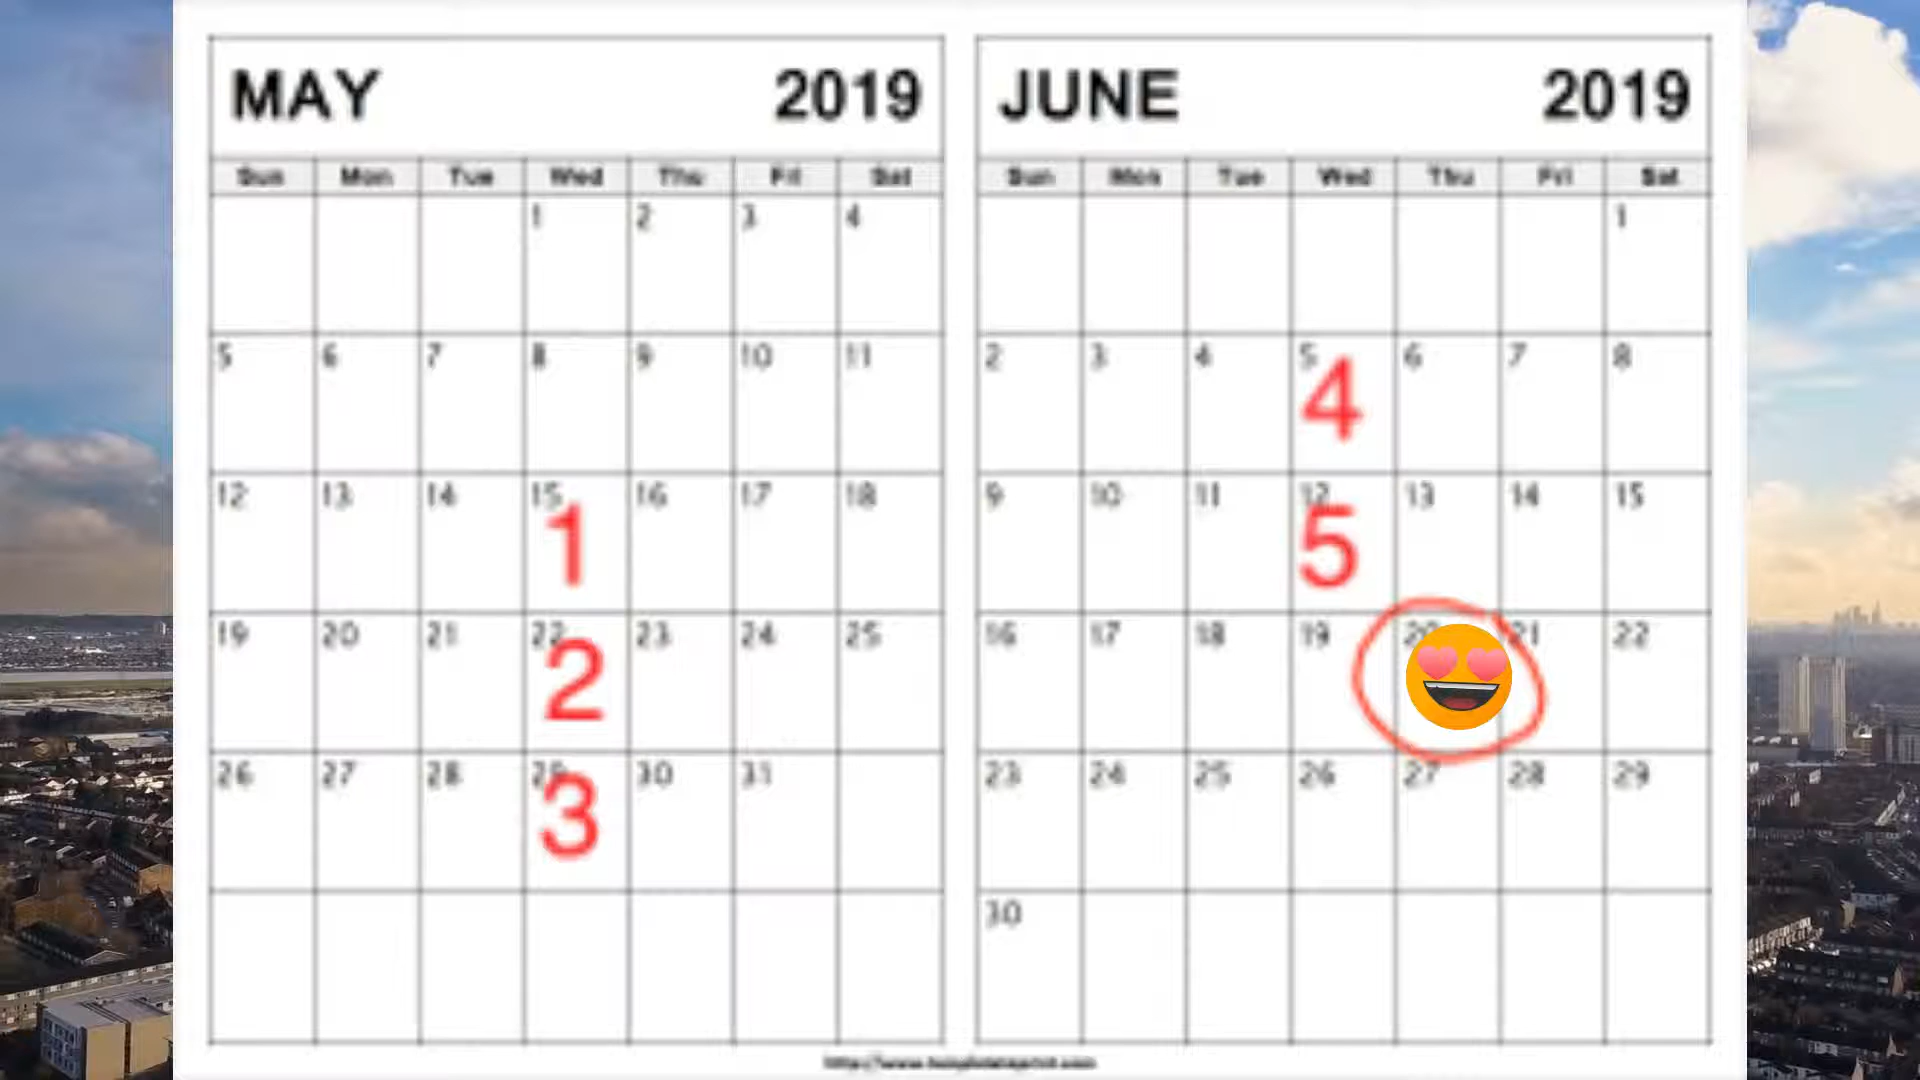 MAY 2019
Sun Mon Tue Wed Thu Fri Sat
1 2 3 4
5 6 7 8 9 10 11
12 13 14 15 16 17 18
1
19 20 21 22 23 24 25
2
26 27 28 29 30 31
3
JUNE 2019
Sun Mon Tue Wed Thu Fri Sat
1
2 3 4 5 6 7 8
4
9 10 11 12 13 14 15
5
16 17 18 19 20 21 22
23 24 25 26 27 28 29
30